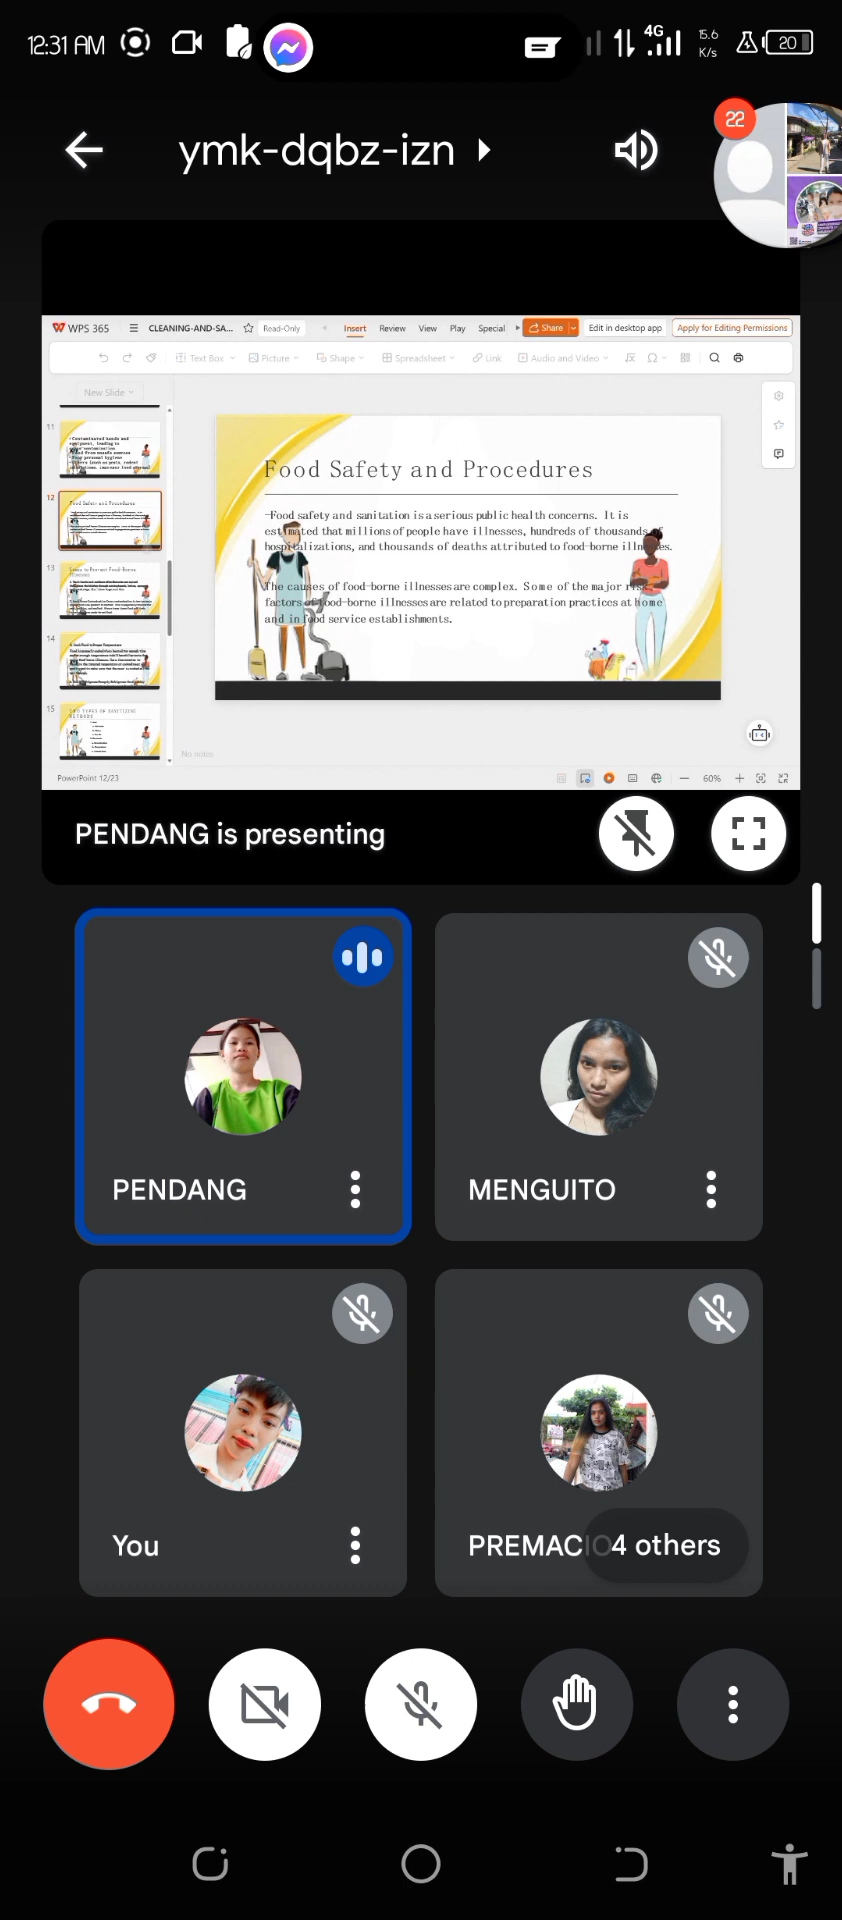 12:31 AM
4G
15.6
K/s
20
ymk-dqbz-izn
22
WPS 365
CLEANING-AND-SA...
Read-Only
Insert
Review
View
Play
Special
Share
Edit in desktop app
Apply for Editing Permissions
Text Box
Picture
Shape
Spreadsheet
Link
Audio and Video
New Slide
11
12
13
14
15
Food Safety and Procedures
-Food safety and sanitation is a serious public health concerns. It is
estimated that millions of people have illnesses, hundreds of thousands of
hospitalizations, and thousands of deaths attributed to food-borne illnesses.
The causes of food-borne illnesses are complex. Some of the major risk
factors of food-borne illnesses are related to preparation practices at home
and in food service establishments.
No notes
PowerPoint 12/23
60%
PENDANG is presenting
PENDANG
MENGUITO
You
PREMACIO
4 others